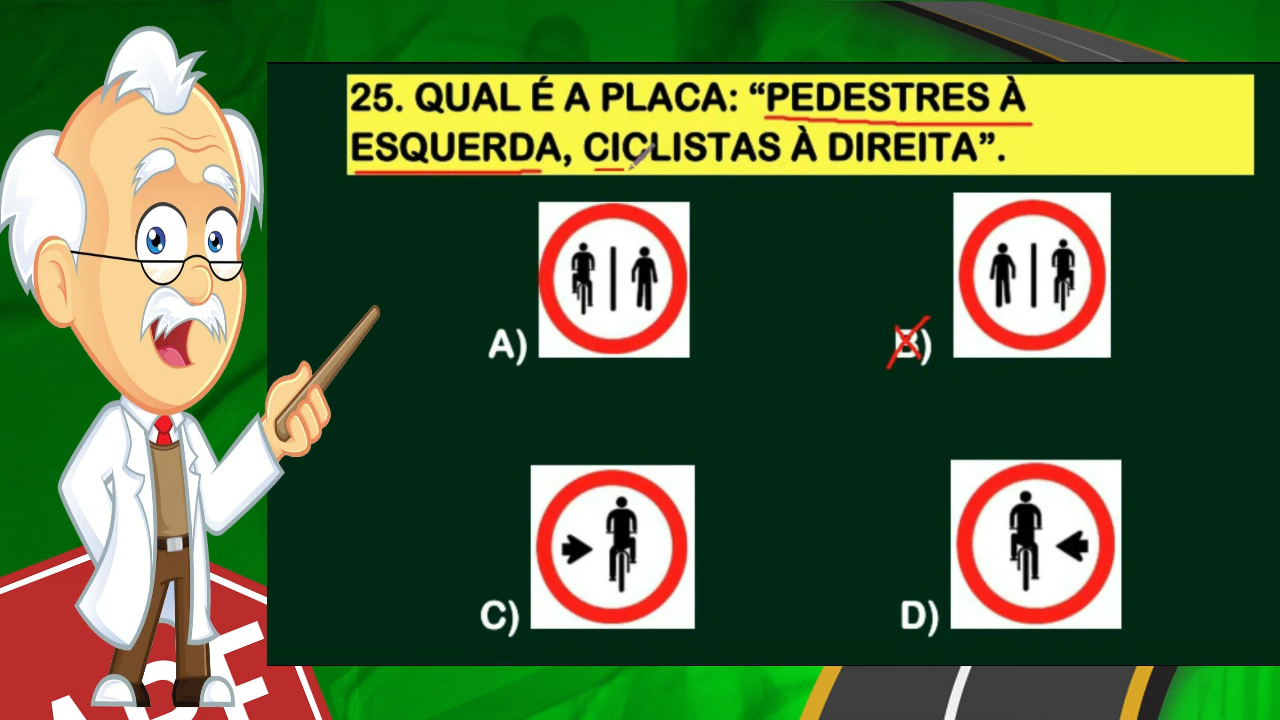 25. QUAL É A PLACA: “PEDESTRES À
ESQUERDA, CICLISTAS À DIREITA”.
A)
B)
C)
D)